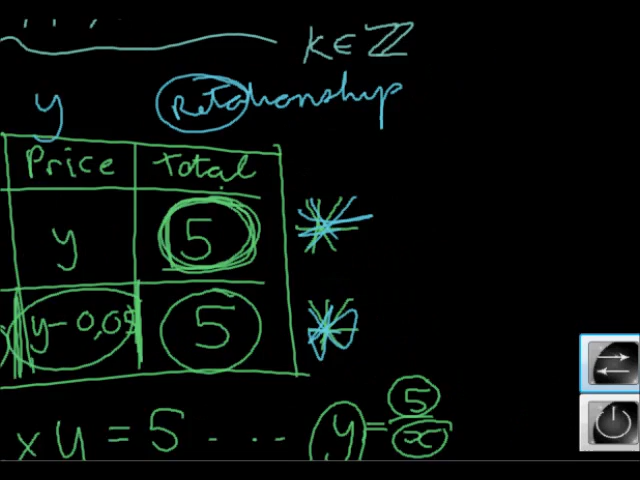 k ∈ ℤ
y Relationship
Price Total
y 5
y - 0,05 5
xy = 5 .... y = 5/x